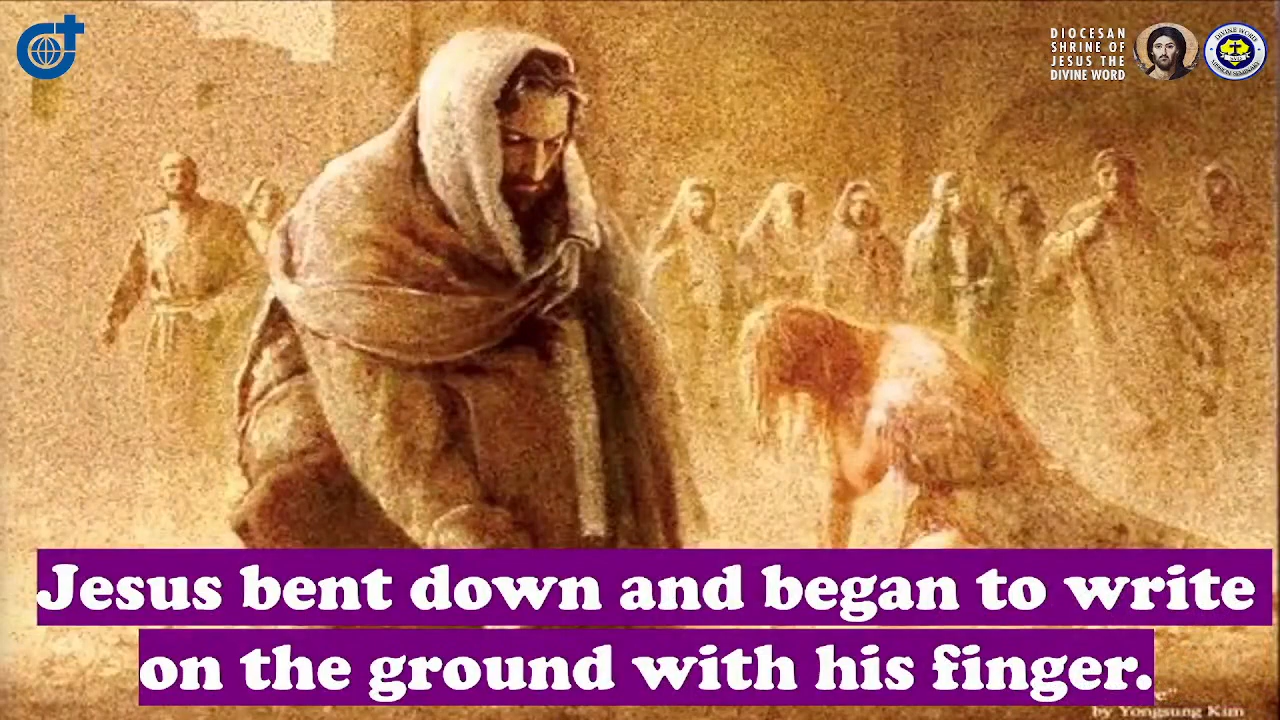 DIOCESAN
SHRINE OF
JESUS THE
DIVINE WORD
Jesus bent down and began to write
on the ground with his finger.
by Yongsung Kim